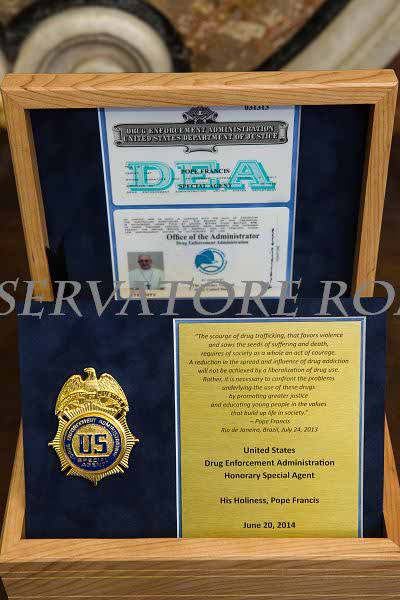 031313
DRUG ENFORCEMENT ADMINISTRATION
UNITED STATES DEPARTMENT OF JUSTICE
POPE FRANCIS
DEA
SPECIAL AGENT
Office of the Administrator
Drug Enforcement Administration
SERVATORE RO
"The scourge of drug trafficking, that favors violence
and sows the seeds of suffering and death,
requires of society as a whole an act of courage.
A reduction in the spread and influence of drug addiction
will not be achieved by a liberalization of drug use.
Rather, it is necessary to confront the problems
underlying the use of these drugs
by promoting greater justice
and educating young people in the values
that build up life in society."
– Pope Francis
Rio de Janeiro, Brazil, July 24, 2013
DRUG ENFORCEMENT ADMINISTRATION
US
SPECIAL
AGENT
United States
Drug Enforcement Administration
Honorary Special Agent
His Holiness, Pope Francis
June 20, 2014